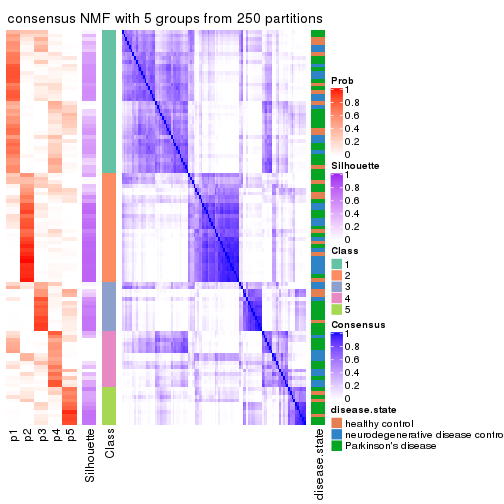 consensus NMF with 5 groups from 250 partitions
Prob
1
0.8
0.6
0.4
0.2
0
Silhouette
1
0.8
0.6
0.4
0.2
0
Class
1
2
3
4
5
Consensus
1
0.8
0.6
0.4
0.2
0
disease.state
healthy control
neurodegenerative disease contro
Parkinson's disease
p1
p2
p3
p4
p5
Silhouette
Class
disease.state